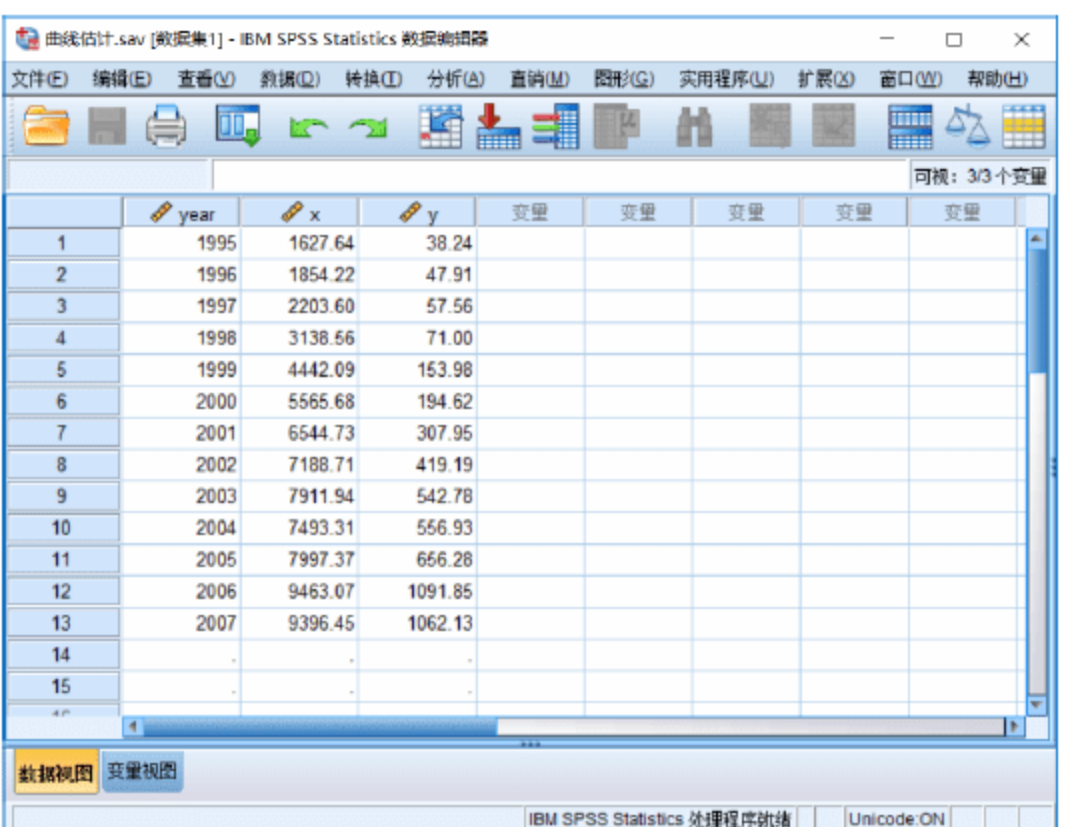 曲线估计.sav [数据集1] - IBM SPSS Statistics 数据编辑器
文件(F) 编辑(E) 查看(V) 数据(D) 转换(T) 分析(A) 直销(M) 图形(G) 实用程序(U) 扩展(X) 窗口(W) 帮助(H)
可视: 3/3 个变量
year x y 变量 变量 变量 变量 变量
1 1995 1627.64 38.24
2 1996 1854.22 47.91
3 1997 2203.60 57.56
4 1998 3138.56 71.00
5 1999 4442.09 153.98
6 2000 5565.68 194.62
7 2001 6544.73 307.95
8 2002 7188.71 419.19
9 2003 7911.94 542.78
10 2004 7493.31 556.93
11 2005 7997.37 656.28
12 2006 9463.07 1091.85
13 2007 9396.45 1062.13
14 . . .
15 . . .
数据视图 变量视图
IBM SPSS Statistics 处理程序就绪 Unicode:ON